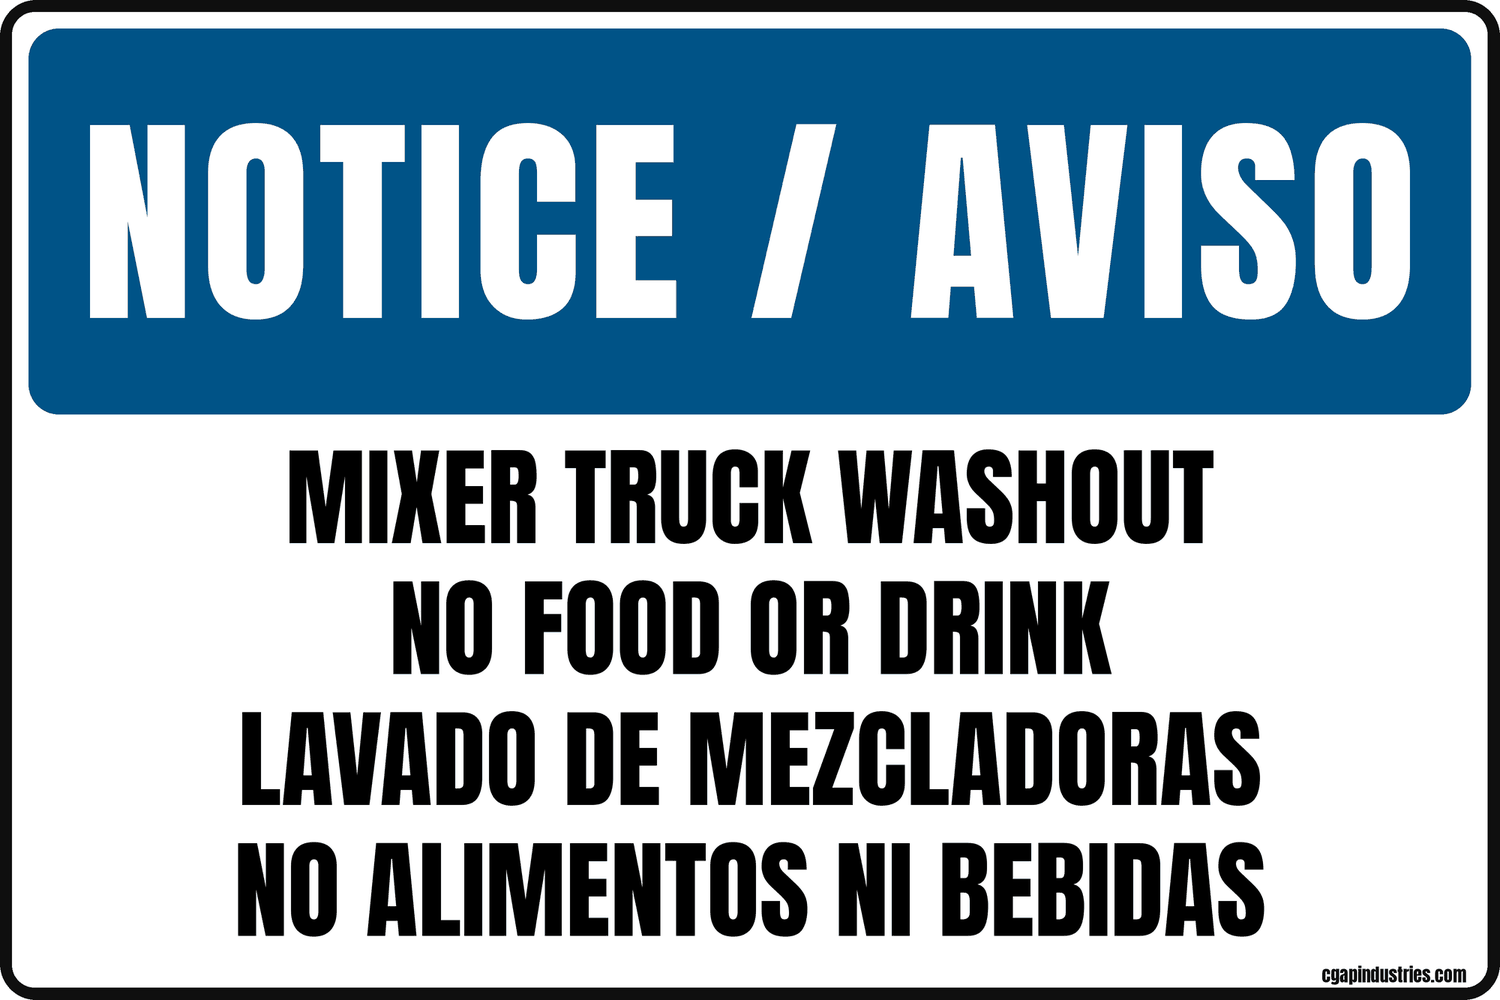 NOTICE / AVISO
MIXER TRUCK WASHOUT
NO FOOD OR DRINK
LAVADO DE MEZCLADORAS
NO ALIMENTOS NI BEBIDAS
cgapindustries.com